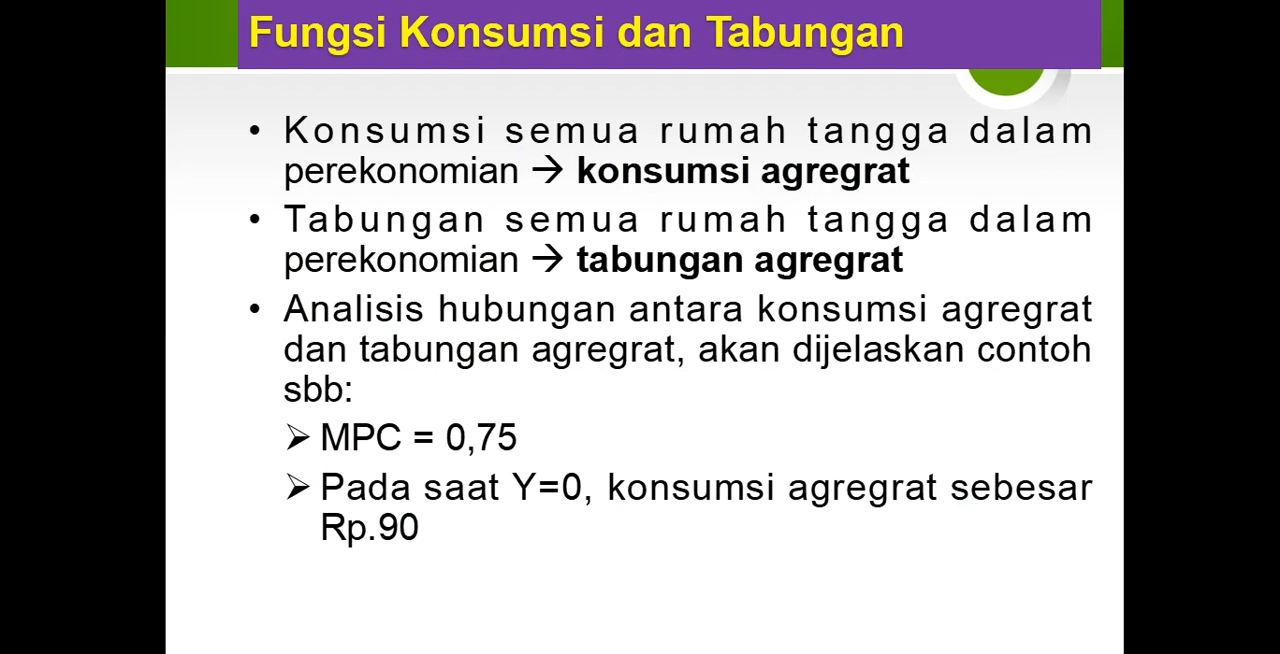 Fungsi Konsumsi dan Tabungan
• Konsumsi semua rumah tangga dalam
perekonomian → konsumsi agregrat
• Tabungan semua rumah tangga dalam
perekonomian → tabungan agregrat
• Analisis hubungan antara konsumsi agregrat
dan tabungan agregrat, akan dijelaskan contoh
sbb:
➢ MPC = 0,75
➢ Pada saat Y=0, konsumsi agregrat sebesar
Rp.90